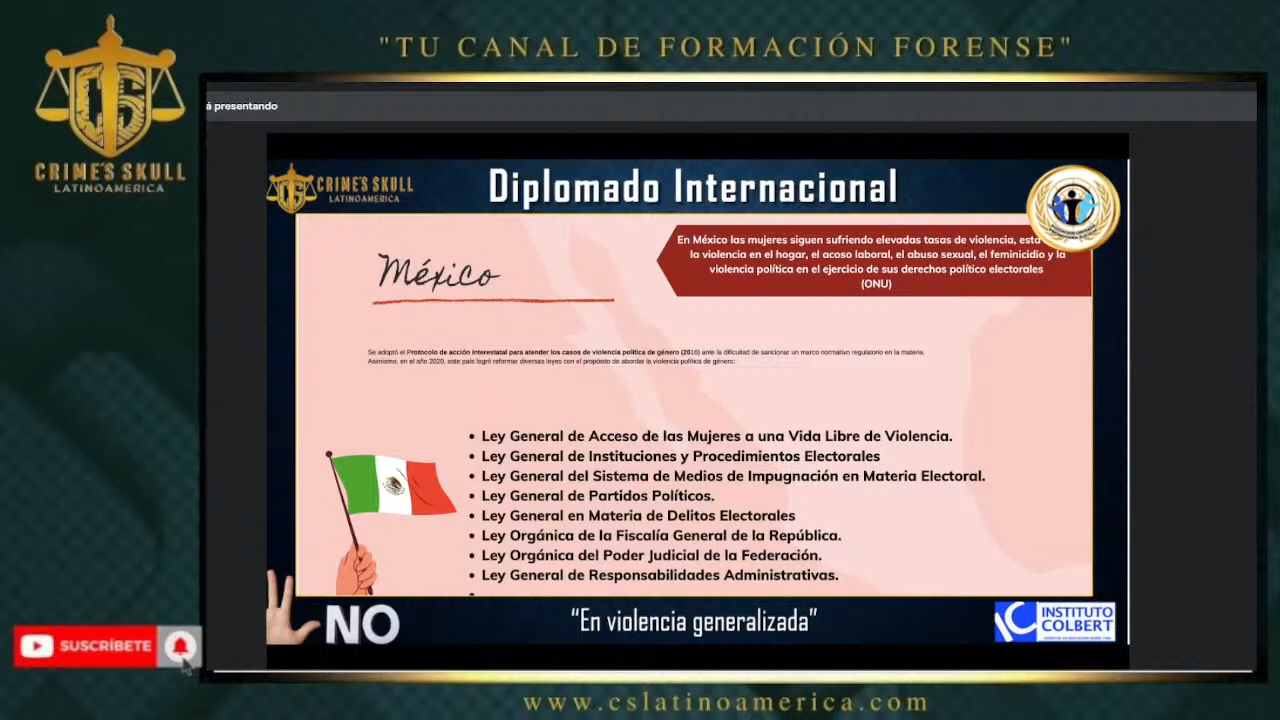 "TU CANAL DE FORMACIÓN FORENSE"
CS
CRIME'S SKULL
LATINOAMERICA
á presentando
CRIME'S SKULL
LATINOAMERICA
Diplomado Internacional
En México las mujeres siguen sufriendo elevadas tasas de violencia, esta
la violencia en el hogar, el acoso laboral, el abuso sexual, el feminicidio y la
violencia política en el ejercicio de sus derechos político electorales
(ONU)
México
Se adoptó el Protocolo de acción interestatal para atender los casos de violencia política de género (2016) ante la dificultad de sancionar un marco normativo regulatorio en la materia.
Asimismo, en el año 2020, este país logró reformar diversas leyes con el propósito de abordar la violencia política de género:
• Ley General de Acceso de las Mujeres a una Vida Libre de Violencia.
• Ley General de Instituciones y Procedimientos Electorales
• Ley General del Sistema de Medios de Impugnación en Materia Electoral.
• Ley General de Partidos Políticos.
• Ley General en Materia de Delitos Electorales
• Ley Orgánica de la Fiscalía General de la República.
• Ley Orgánica del Poder Judicial de la Federación.
• Ley General de Responsabilidades Administrativas.
NO
"En violencia generalizada"
INSTITUTO
COLBERT
SUSCRÍBETE
www.cslatinoamerica.com